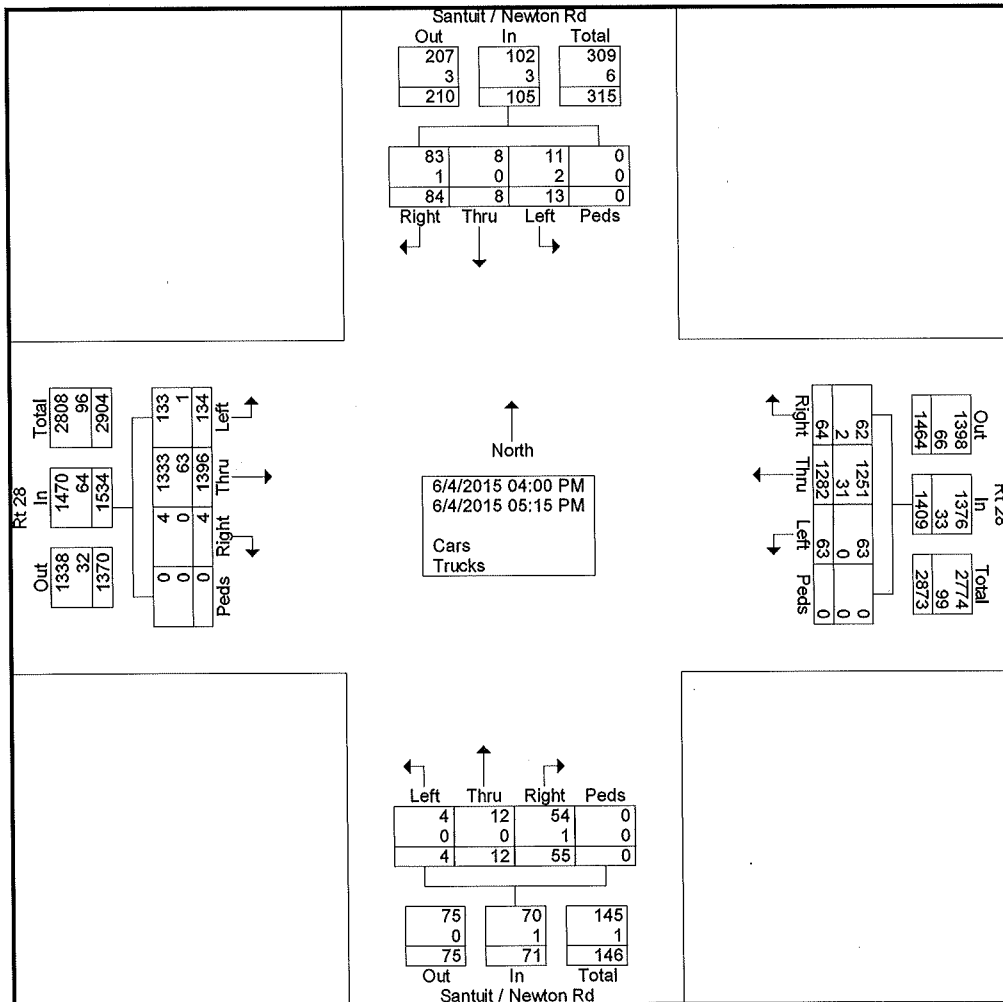 Santuit / Newton Rd
Out In Total
207 102 309
3 3 6
210 105 315
83 8 11 0
1 0 2 0
84 8 13 0
Right Thru Left Peds
Rt 28
Total In Out
2808 1470 1338
96 64 32
2904 1534 1370
133 1333 4 0
1 63 0 0
134 1396 4 0
Left Thru Right Peds
North
6/4/2015 04:00 PM
6/4/2015 05:15 PM
Cars
Trucks
Rt 28
Out In Total
1398 1376 2774
66 33 99
1464 1409 2873
62 1251 63 0
2 31 0 0
64 1282 63 0
Right Thru Left Peds
Left Thru Right Peds
4 12 54 0
0 0 1 0
4 12 55 0
75 70 145
0 1 1
75 71 146
Out In Total
Santuit / Newton Rd